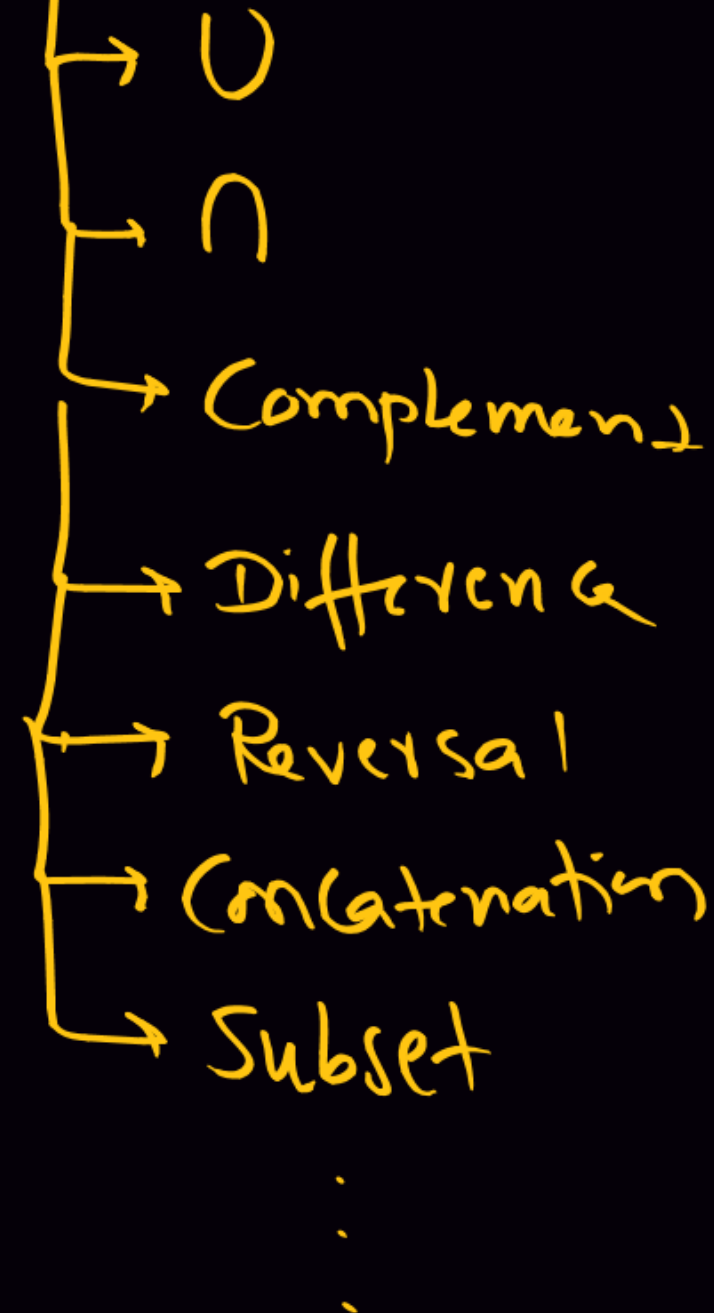 → ∪
→ ∩
→ Complement
→ Difference
→ Reversal
→ Concatenation
→ Subset
⋮